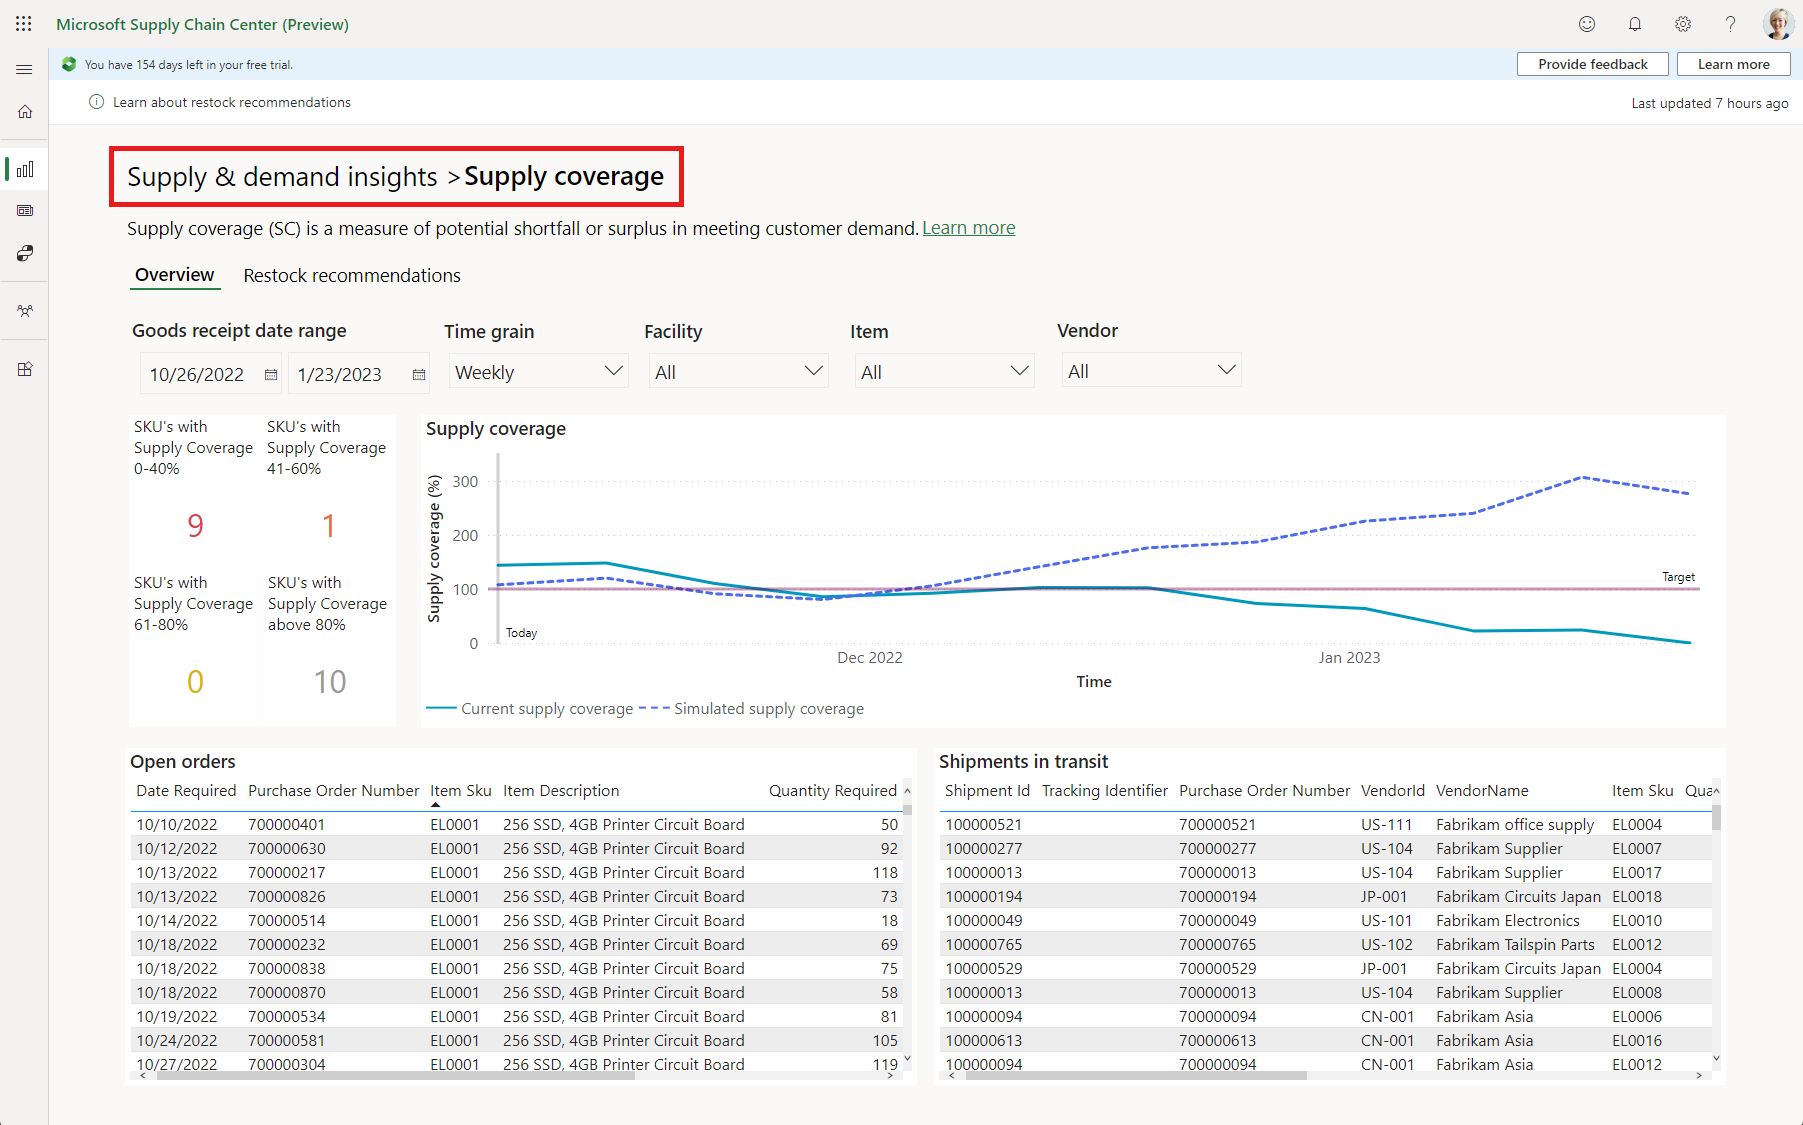 Microsoft Supply Chain Center (Preview)
You have 154 days left in your free trial.
Provide feedback
Learn more
Learn about restock recommendations
Last updated 7 hours ago
Supply & demand insights > Supply coverage
Supply coverage (SC) is a measure of potential shortfall or surplus in meeting customer demand. Learn more
Overview
Restock recommendations
Goods receipt date range
Time grain
Facility
Item
Vendor
10/26/2022
1/23/2023
Weekly
All
All
All
SKU's with
Supply Coverage
0-40%
9
SKU's with
Supply Coverage
41-60%
1
SKU's with
Supply Coverage
61-80%
0
SKU's with
Supply Coverage
above 80%
10
Supply coverage
Supply coverage (%)
300
200
100
0
Target
Today
Dec 2022
Jan 2023
Time
Current supply coverage
Simulated supply coverage
Open orders
Date Required Purchase Order Number Item Sku Item Description Quantity Required
10/10/2022 700000401 EL0001 256 SSD, 4GB Printer Circuit Board 50
10/12/2022 700000630 EL0001 256 SSD, 4GB Printer Circuit Board 92
10/13/2022 700000217 EL0001 256 SSD, 4GB Printer Circuit Board 118
10/13/2022 700000826 EL0001 256 SSD, 4GB Printer Circuit Board 73
10/14/2022 700000514 EL0001 256 SSD, 4GB Printer Circuit Board 18
10/18/2022 700000232 EL0001 256 SSD, 4GB Printer Circuit Board 69
10/18/2022 700000838 EL0001 256 SSD, 4GB Printer Circuit Board 75
10/18/2022 700000870 EL0001 256 SSD, 4GB Printer Circuit Board 58
10/19/2022 700000534 EL0001 256 SSD, 4GB Printer Circuit Board 81
10/24/2022 700000581 EL0001 256 SSD, 4GB Printer Circuit Board 105
10/27/2022 700000304 EL0001 256 SSD, 4GB Printer Circuit Board 119
Shipments in transit
Shipment Id Tracking Identifier Purchase Order Number VendorId VendorName Item Sku Qua
100000521 700000521 US-111 Fabrikam office supply EL0004
100000277 700000277 US-104 Fabrikam Supplier EL0007
100000013 700000013 US-104 Fabrikam Supplier EL0017
100000194 700000194 JP-001 Fabrikam Circuits Japan EL0018
100000049 700000049 US-101 Fabrikam Electronics EL0010
100000765 700000765 US-102 Fabrikam Tailspin Parts EL0012
100000529 700000529 JP-001 Fabrikam Circuits Japan EL0004
100000013 700000013 US-104 Fabrikam Supplier EL0008
100000094 700000094 CN-001 Fabrikam Asia EL0006
100000613 700000613 CN-001 Fabrikam Asia EL0016
100000094 700000094 CN-001 Fabrikam Asia EL0012